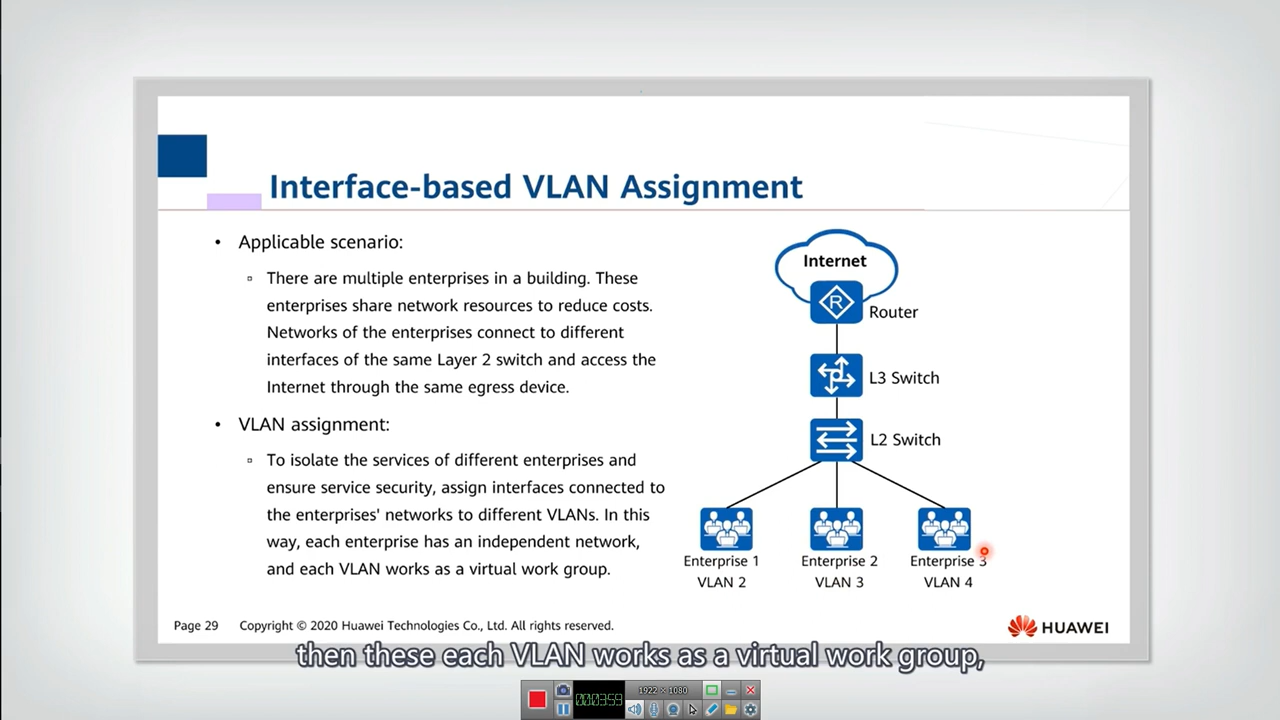 Interface-based VLAN Assignment
• Applicable scenario:
▫ There are multiple enterprises in a building. These
enterprises share network resources to reduce costs.
Networks of the enterprises connect to different
interfaces of the same Layer 2 switch and access the
Internet through the same egress device.
• VLAN assignment:
▫ To isolate the services of different enterprises and
ensure service security, assign interfaces connected to
the enterprises' networks to different VLANs. In this
way, each enterprise has an independent network,
and each VLAN works as a virtual work group.
Internet
R
Router
L3 Switch
L2 Switch
Enterprise 1
VLAN 2
Enterprise 2
VLAN 3
Enterprise 3
VLAN 4
Page 29 Copyright © 2020 Huawei Technologies Co., Ltd. All rights reserved.
HUAWEI
then these each VLAN works as a virtual work group,
00:03:59
1922 × 1080